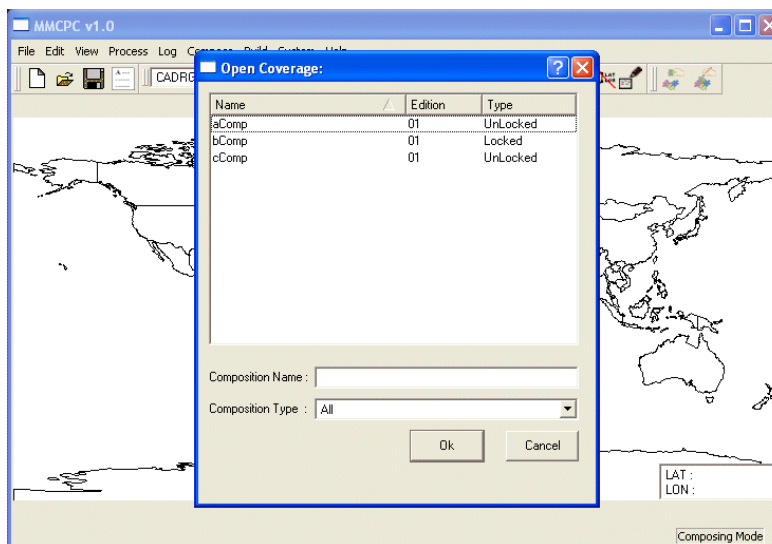 MMCPC v1.0
File Edit View Process Log
CADRG
Open Coverage:
Name Edition Type
aComp 01 UnLocked
bComp 01 Locked
cComp 01 UnLocked
Composition Name :
Composition Type : All
Ok Cancel
LAT :
LON :
Composing Mode